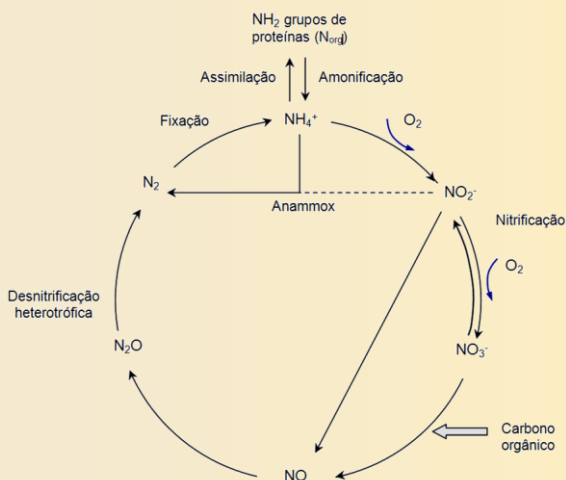 NH2 grupos de
proteínas (Norg)
Assimilação
Amonificação
Fixação
NH4+
O2
N2
NO2-
Anammox
Nitrificação
O2
Desnitrificação
heterotrófica
N2O
NO3-
Carbono
orgânico
NO